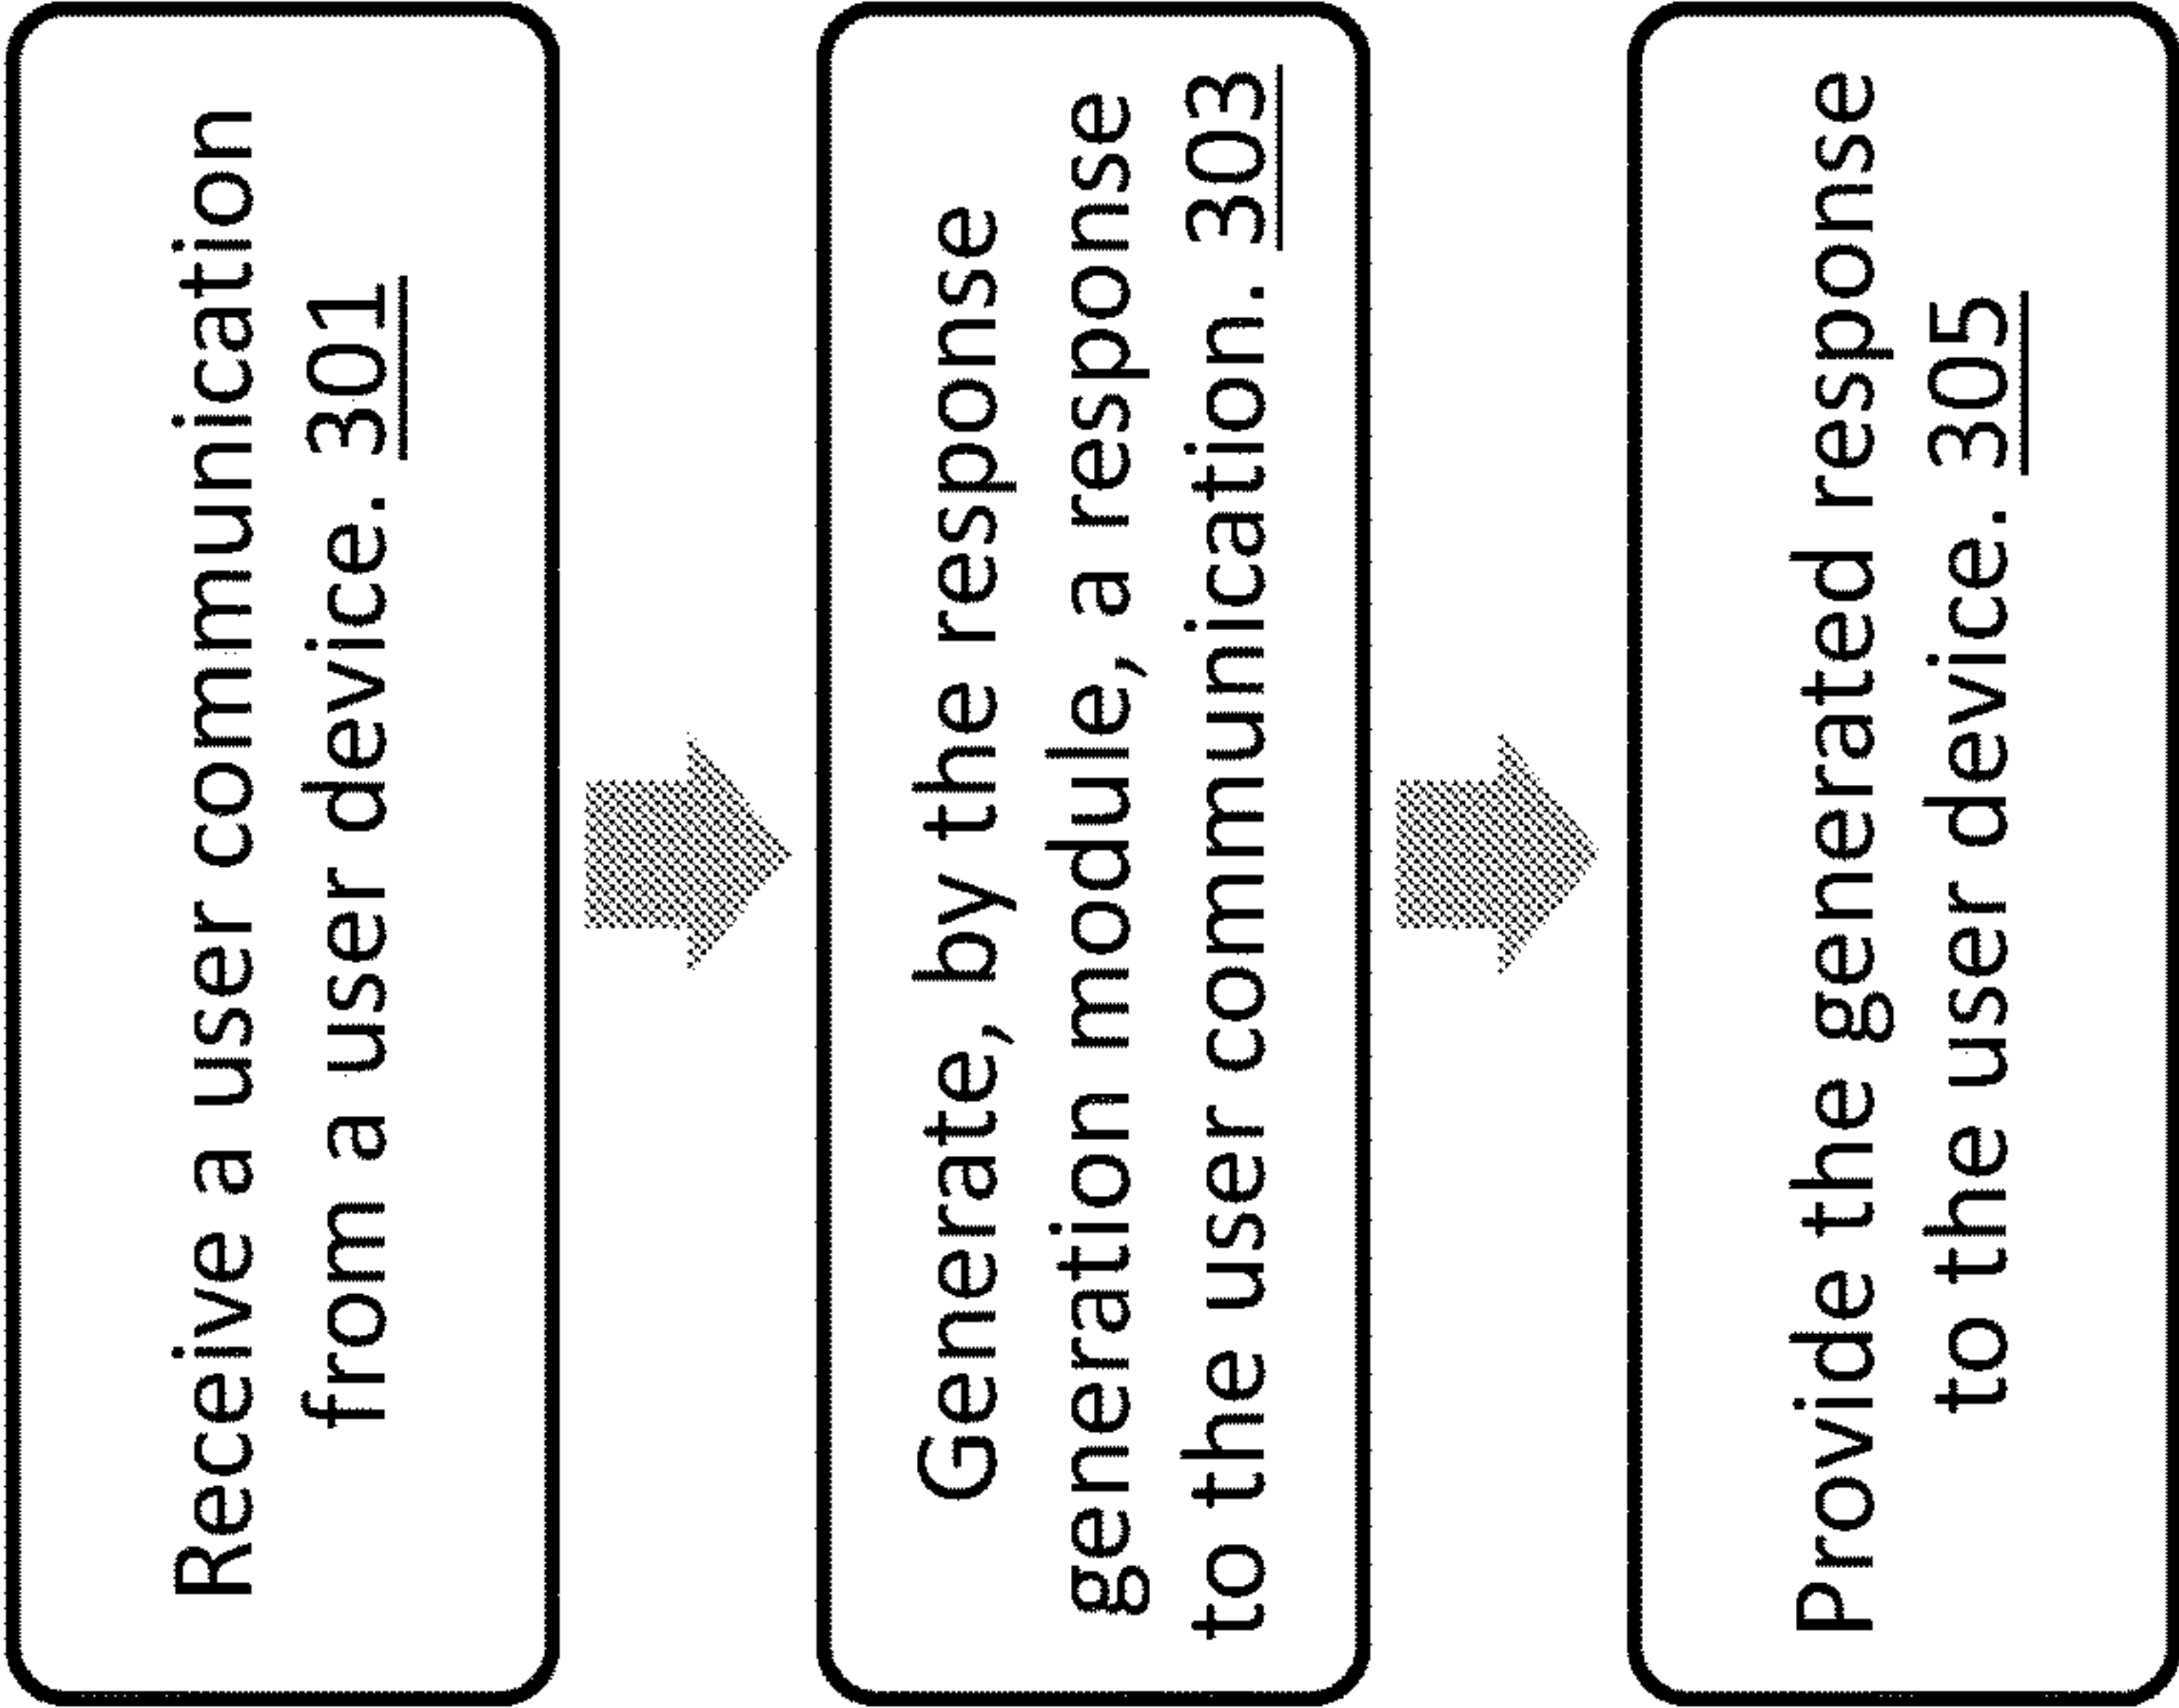 Receive a user communication
from a user device. 301
Generate, by the response
generation module, a response
to the user communication. 303
Provide the generated response
to the user device. 305